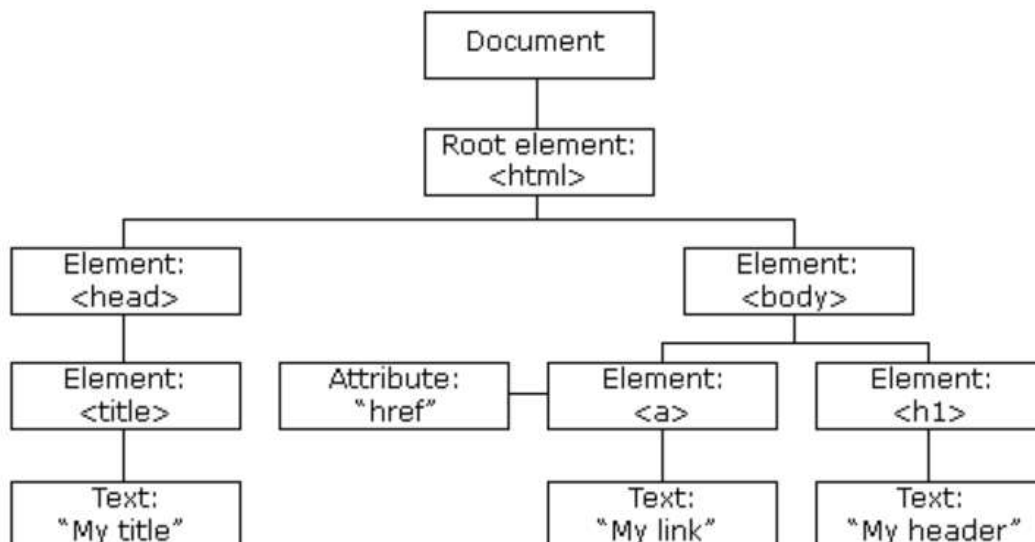 Document
Root element:
<html>
Element:
<head>
Element:
<body>
Element:
<title>
Attribute:
“href”
Element:
<a>
Element:
<h1>
Text:
“My title”
Text:
“My link”
Text:
“My header”